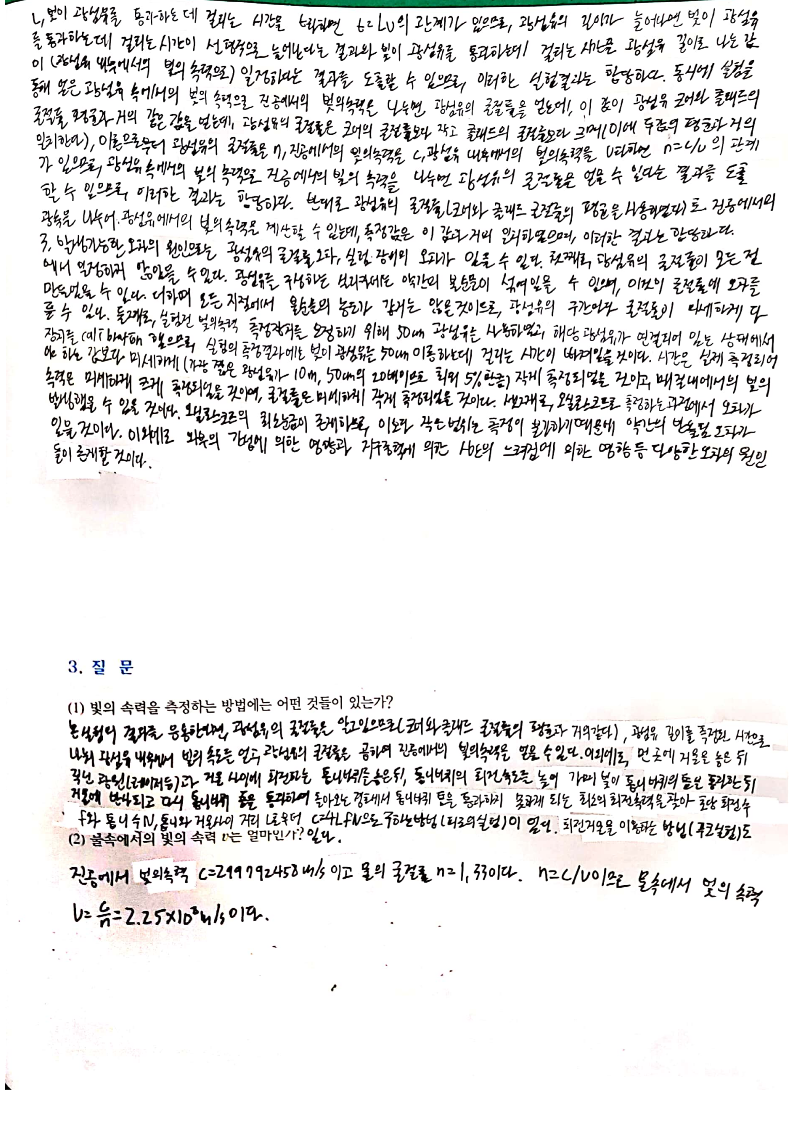 L, 빛이 광섬유를 통과하는데 걸리는 시간을 t라하면 t=L/v의 관계가 있으므로, 광섬유의 길이가 늘어나면 빛이 광섬유
를 통과하는데 걸리는 시간이 선형적으로 늘어난다는 결과와 빛이 광섬유를 통과하는데 걸리는 시간을 광섬유 길이로 나눈 값
이 (광섬유 내부에서의 빛의 속력으로) 일정하다는 결과를 도출할 수 있으므로, 이러한 실험결과는 합당하다. 동시에 실험을
통해 얻은 광섬유 속에서의 빛의 속력으로 진공에서의 빛의속력을 나누면 광섬유의 굴절률을 얻는데, 이 값이 광섬유 코어와 클래드의
굴절률 평균과 거의 같은 값을 얻는데, 광섬유의 굴절률은 코어의 굴절률보다 작고 클래드의 굴절률보다 크며(이에 두값의 평균과 거의
일치한다), 이론으로부터 광섬유의 굴절률은 n, 진공에서의 빛의속력을 c, 광섬유 내부에서의 빛의속력을 v라하면 n=c/v의 관계
가 있으므로, 광섬유 속에서의 빛의 속력으로 진공에서의 빛의 속력을 나누면 광섬유의 굴절률을 얻을 수 있다는 결과를 도출
할 수 있으므로, 이러한 결과는 합당하다. 반대로 광섬유의 굴절률(코어와 클래드 굴절률의 평균은 사용하였다)로 진공에서의
광속을 나누어 광섬유에서의 빛의속력을 계산할 수 있는데, 측정값은 이 값과 거의 일치하였으며, 이러한 결과는 합당하다.
3. 발생가능한 오차의 원인으로는 광섬유의 굴절률 오차, 실험 장비의 오차가 있을 수 있다. 첫째로, 광섬유의 굴절률이 모든 점
에서 일정하지 않았을 수 있다. 광섬유를 구성하는 실리카에는 약간의 불순물이 섞여있을 수 있으며, 이것이 굴절률에 오차를
만들었을 수 있다. 더하여 모든 지점에서 불순물의 농도가 같지는 않은 것이므로, 광섬유의 구간마다 굴절률이 미세하게 다
를 수 있다. 둘째로, 실험전 빛의속력 측정장치를 보정하기 위해 50cm 광섬유를 사용하였고, 해당 광섬유가 연결되어 있는 상태에서
장치를 calibration 했으므로, 실험의 측정결과에는 빛이 광섬유를 50cm 이동하는데 걸리는 시간이 빠져있을 것이다. 시간은 실제 측정되어
야 하는 값보다 미세하게 (가장 짧은 광섬유가 10m, 50cm의 20배이므로 최외 5%만큼) 작게 측정되었을 것이고, 매질내에서의 빛의
속력은 미세하게 크게 측정되었을 것이며, 굴절률은 미세하게 작게 측정되었을 것이다. 셋째로, 오실로스코프로 측정하는과정에서 오차가
발생했을 수 있을 것이다. 오실로스코프의 최소눈금이 존재하므로, 이보다 작은 범위는 측정이 불가하기때문에 약간의 반올림 오차가
있을 것이다. 이외에도 외부의 간섭에 의한 영향과 저주파력에 의한 시간의 느려짐에 의한 영향 등 다양한 오차의 원인
들이 존재할 것이다.
3. 질 문
(1) 빛의 속력을 측정하는 방법에는 어떤 것들이 있는가?
본실험의 결과를 응용하면, 광섬유의 굴절률은 알고있으므로(코어와 클래드 굴절률의 평균과 거의같다), 광섬유 길이를 측정된 시간으로
나눠 광섬유 내부에서 빛의 속도를 얻고, 광섬유의 굴절률을 곱하여 진공에서의 빛의속력을 얻을 수 있다. 이외에도, 먼 곳에 거울을 놓은 뒤
광원(레이저등)과 거울 사이에 회전하는 톱니바퀴를 놓은뒤, 톱니바퀴의 회전속도를 높여 가며 빛이 톱니바퀴의 틈을 통과한 뒤
거울에 반사되고 다시 톱니바퀴 틈을 통과하여 돌아오는 경로에서 톱니바퀴 틈을 통과하지 못하게 되는 최소의 회전속력을 찾아 회전 회전수
f와 톱니 수N, 톱니와 거울사이 거리 L로부터 c=4LfN으로 구하는방법(피조의실험)이 있고, 회전거울을 이용하는 방법(푸코실험)도
(2) 물속에서의 빛의 속력 v는 얼마인가? 있다.
진공에서 빛의속력 c=299792458m/s 이고 물의 굴절률 n=1.33이다. n=c/v이므로 물속에서 빛의 속력
v=c/n=2.25×10⁸m/s이다.